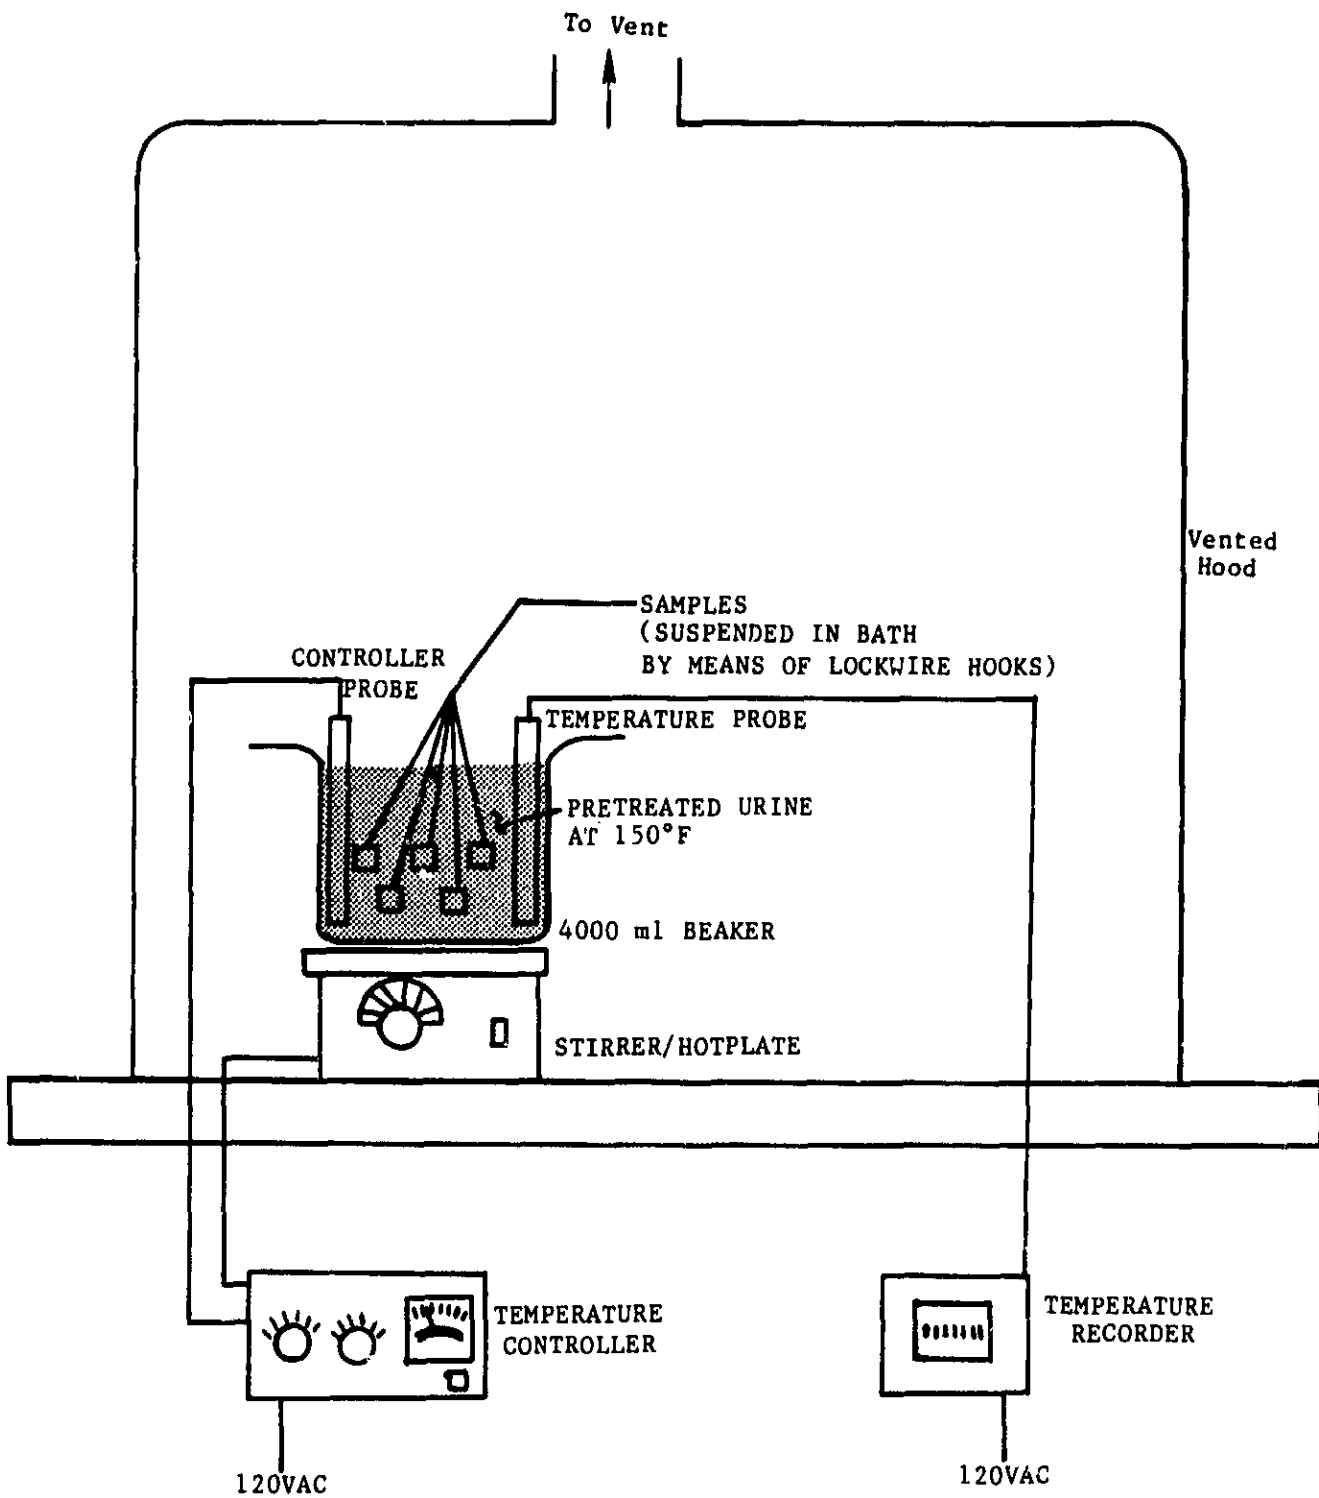 To Vent
Vented
Hood
SAMPLES
(SUSPENDED IN BATH
BY MEANS OF LOCKWIRE HOOKS)
CONTROLLER
PROBE
TEMPERATURE PROBE
PRETREATED URINE
AT 150°F
4000 ml BEAKER
STIRRER/HOTPLATE
TEMPERATURE
CONTROLLER
TEMPERATURE
RECORDER
120VAC
120VAC